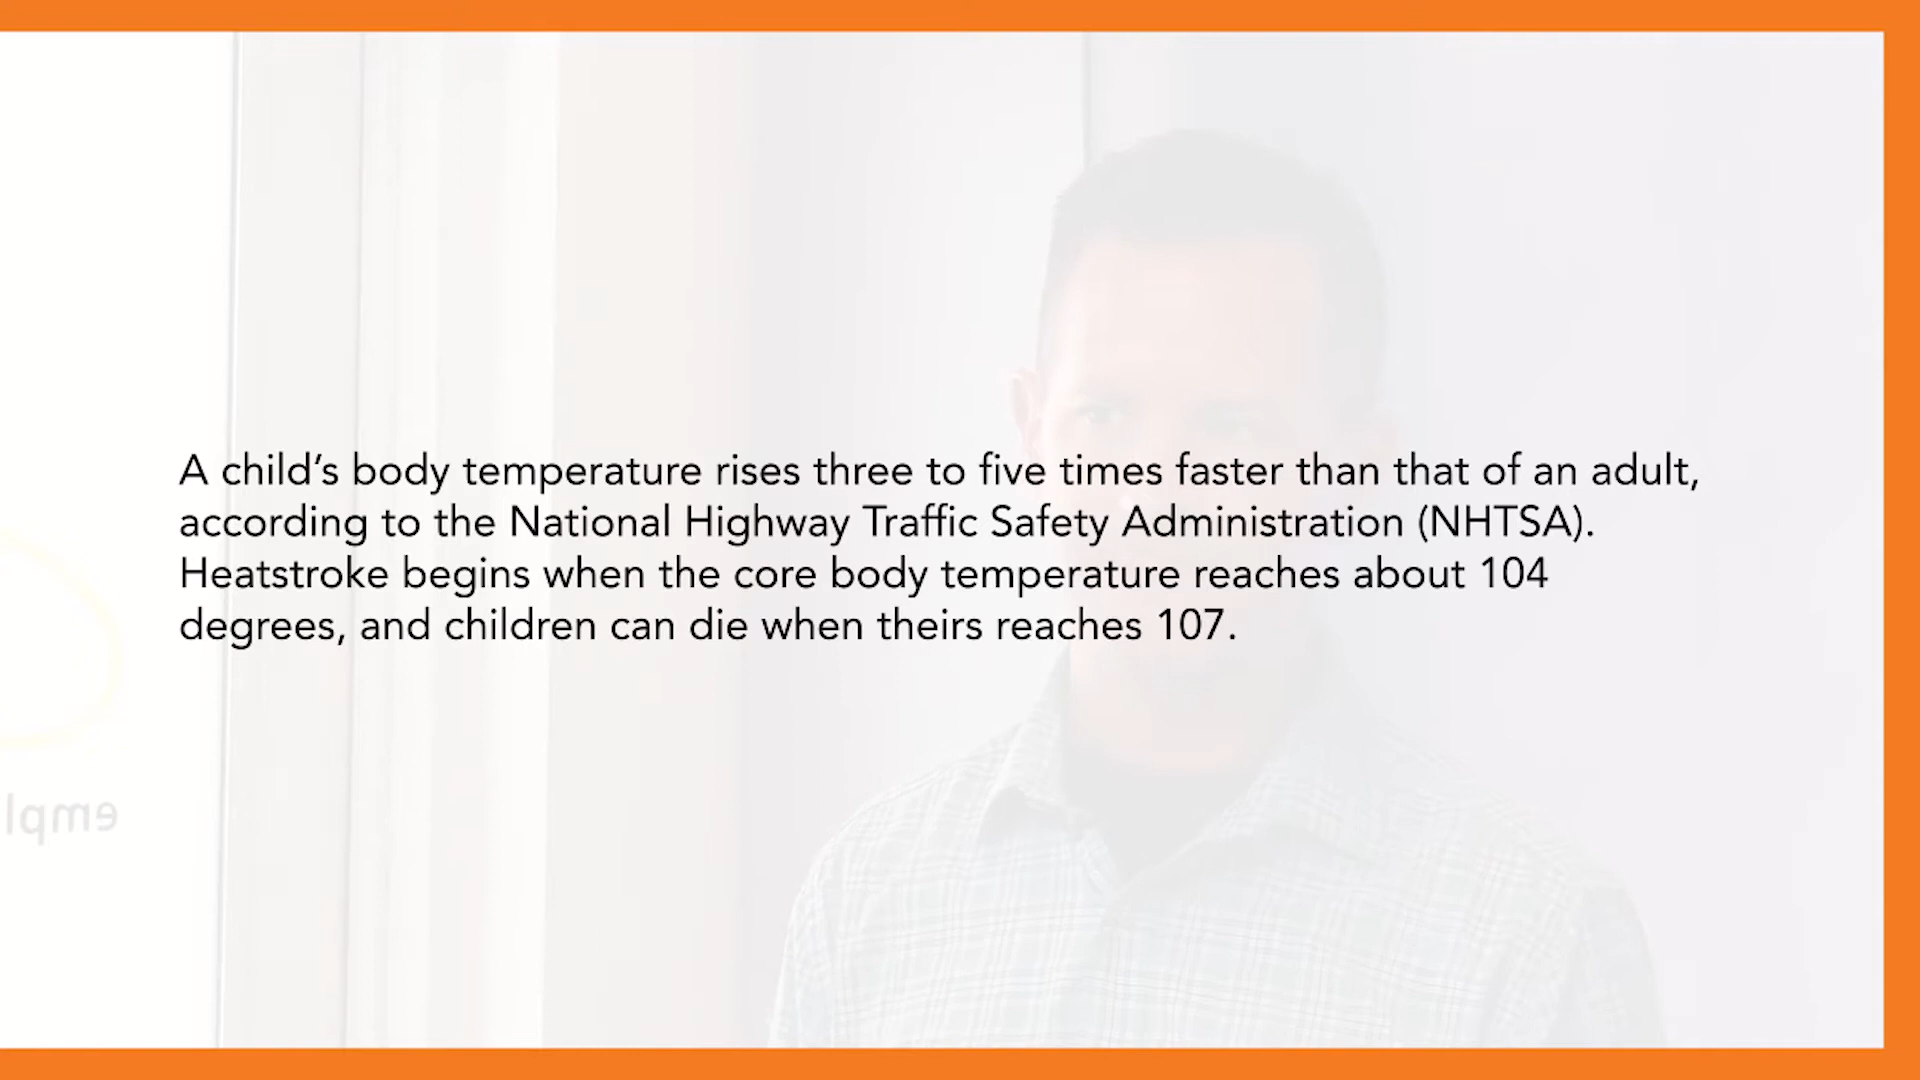 A child’s body temperature rises three to five times faster than that of an adult,
according to the National Highway Traffic Safety Administration (NHTSA).
Heatstroke begins when the core body temperature reaches about 104
degrees, and children can die when theirs reaches 107.